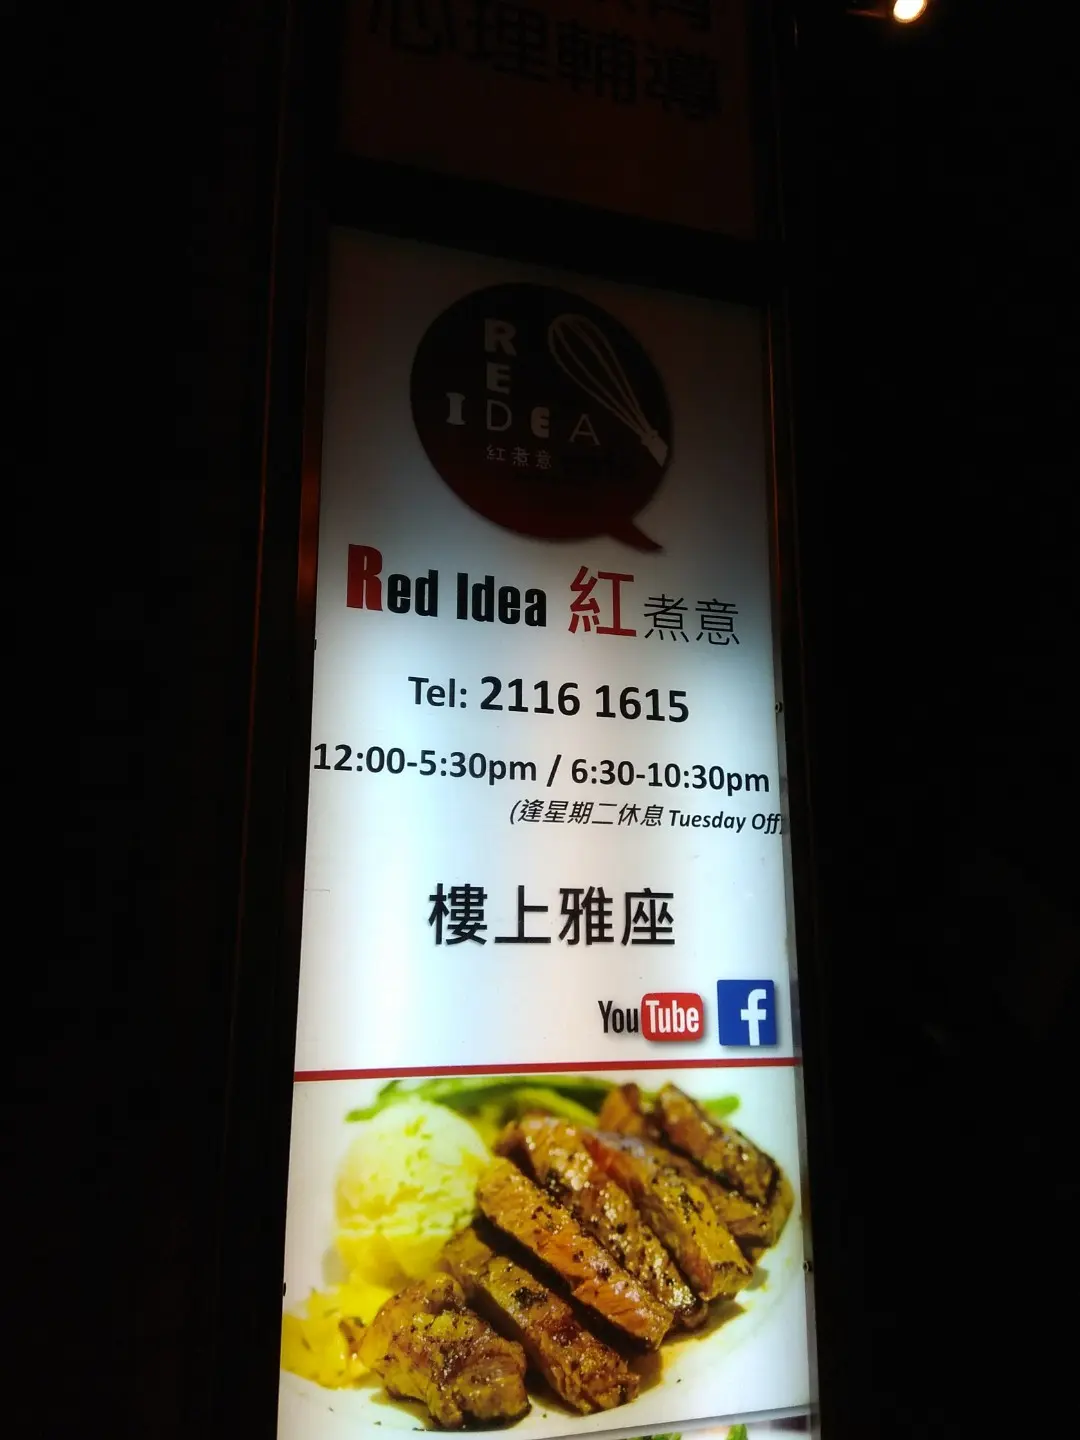 心理輔導
R
E
IDEA
紅煮意
Red Idea 紅煮意
Tel: 2116 1615
12:00-5:30pm / 6:30-10:30pm
(逢星期二休息 Tuesday Off)
樓上雅座
YouTube f